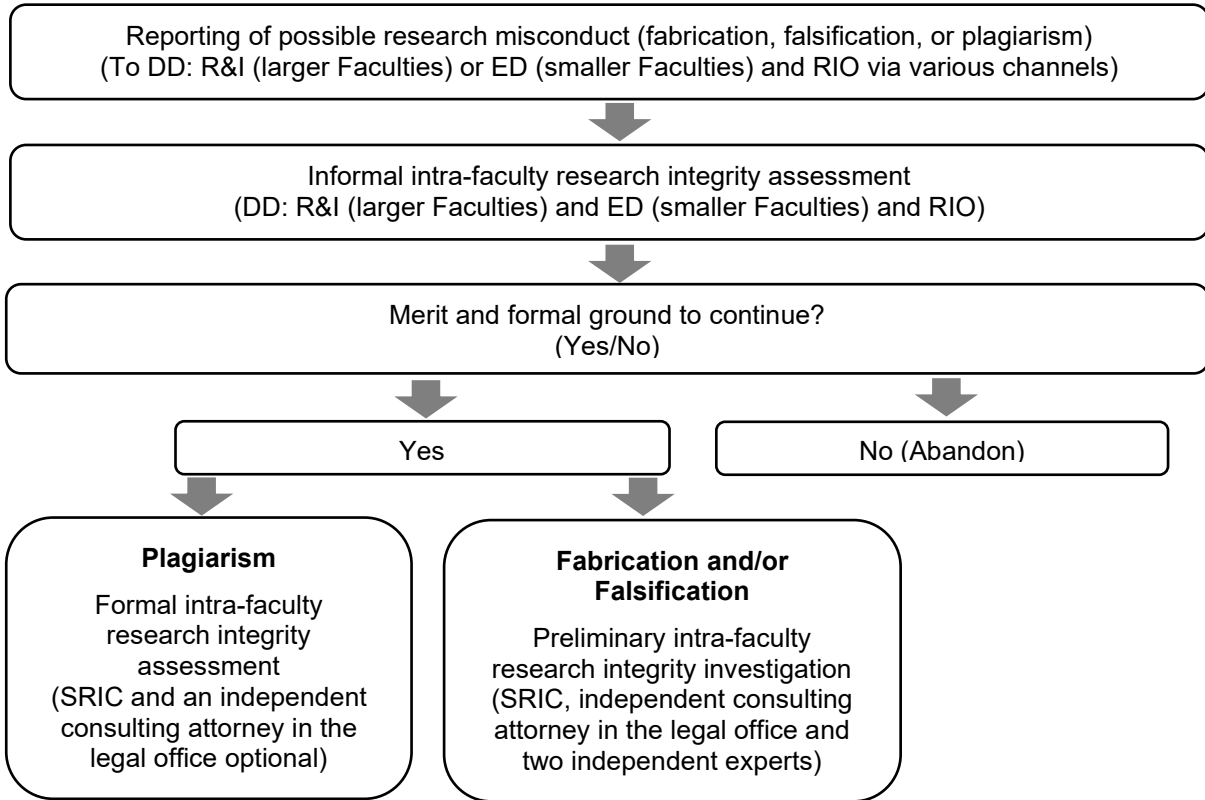 Reporting of possible research misconduct (fabrication, falsification, or plagiarism)
(To DD: R&I (larger Faculties) or ED (smaller Faculties) and RIO via various channels)
Informal intra-faculty research integrity assessment
(DD: R&I (larger Faculties) and ED (smaller Faculties) and RIO)
Merit and formal ground to continue?
(Yes/No)
Yes
No (Abandon)
Plagiarism
Formal intra-faculty
research integrity
assessment
(SRIC and an independent
consulting attorney in the
legal office optional)
Fabrication and/or
Falsification
Preliminary intra-faculty
research integrity investigation
(SRIC, independent consulting
attorney in the legal office and
two independent experts)